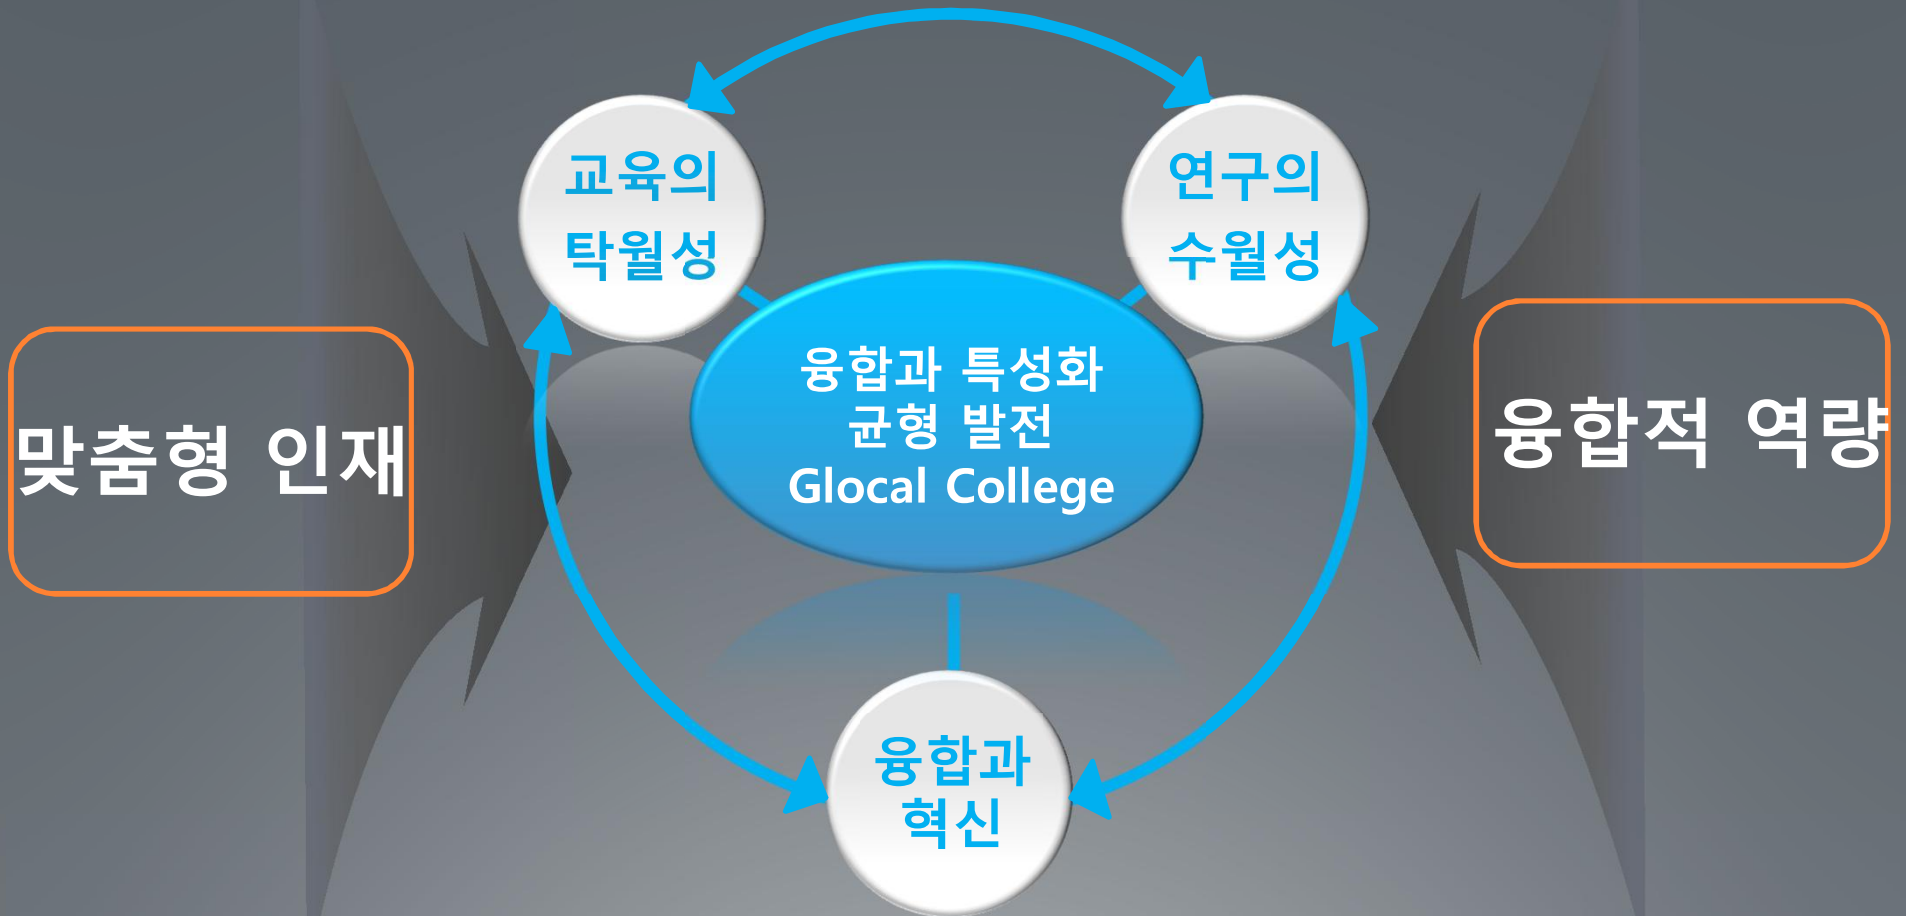 교육의
탁월성
연구의
수월성
융합과 특성화
균형 발전
Glocal College
맞춤형 인재
융합적 역량
융합과
혁신